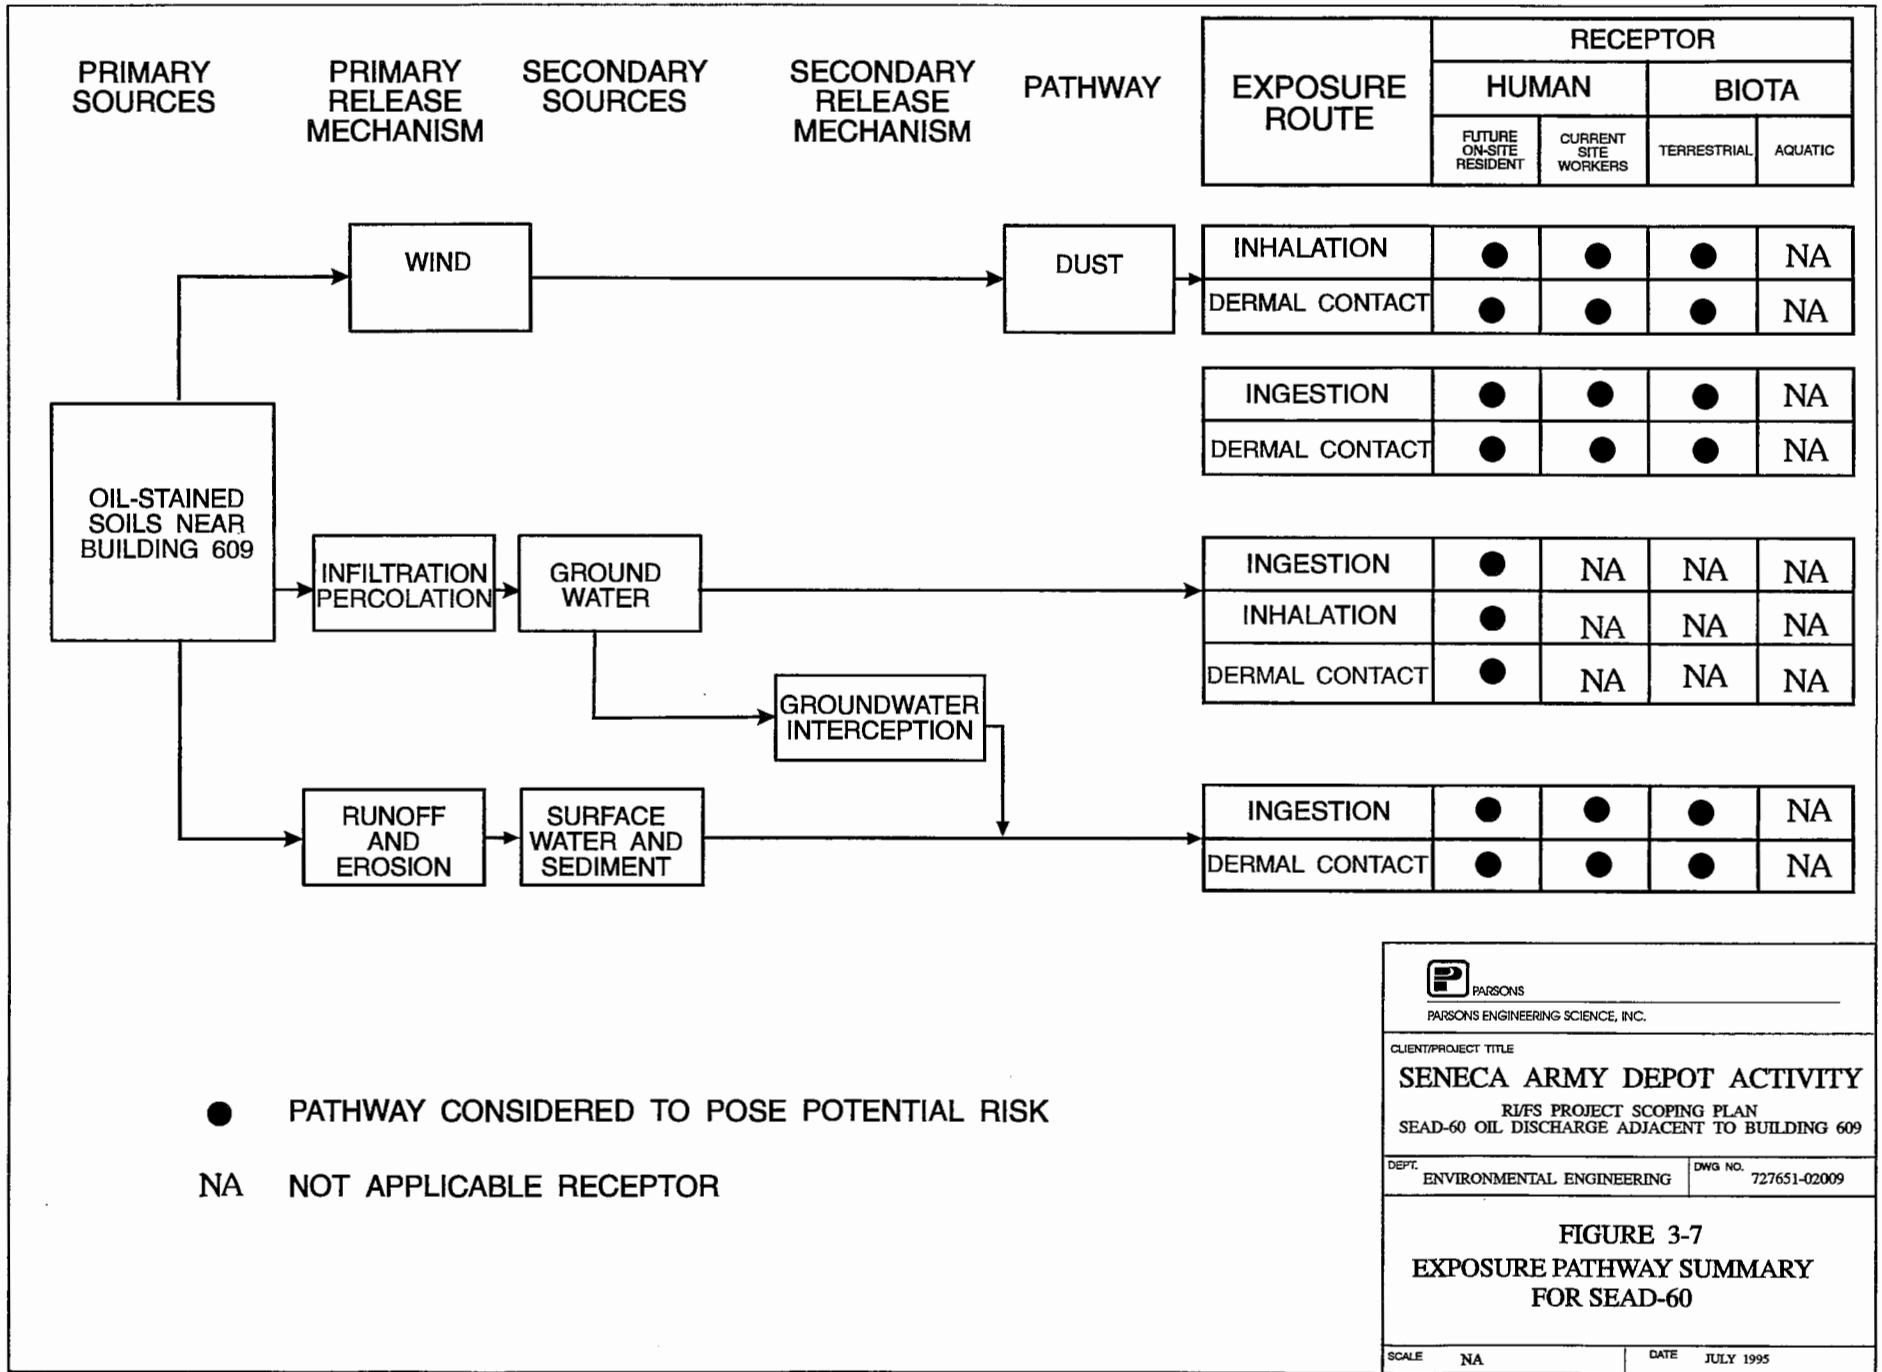 PRIMARY
SOURCES
PRIMARY
RELEASE
MECHANISM
SECONDARY
SOURCES
SECONDARY
RELEASE
MECHANISM
PATHWAY
EXPOSURE
ROUTE
RECEPTOR
HUMAN
BIOTA
FUTURE
ON-SITE
RESIDENT
CURRENT
SITE
WORKERS
TERRESTRIAL
AQUATIC
WIND
DUST
INHALATION ● ● ● NA
DERMAL CONTACT ● ● ● NA
INGESTION ● ● ● NA
DERMAL CONTACT ● ● ● NA
OIL-STAINED
SOILS NEAR
BUILDING 609
INFILTRATION
PERCOLATION
GROUND
WATER
INGESTION ● NA NA NA
INHALATION ● NA NA NA
DERMAL CONTACT ● NA NA NA
GROUNDWATER
INTERCEPTION
RUNOFF
AND
EROSION
SURFACE
WATER AND
SEDIMENT
INGESTION ● ● ● NA
DERMAL CONTACT ● ● ● NA
● PATHWAY CONSIDERED TO POSE POTENTIAL RISK
NA NOT APPLICABLE RECEPTOR
PARSONS
PARSONS ENGINEERING SCIENCE, INC.
CLIENT/PROJECT TITLE
SENECA ARMY DEPOT ACTIVITY
RI/FS PROJECT SCOPING PLAN
SEAD-60 OIL DISCHARGE ADJACENT TO BUILDING 609
DEPT. ENVIRONMENTAL ENGINEERING
DWG NO. 727651-02009
FIGURE 3-7
EXPOSURE PATHWAY SUMMARY
FOR SEAD-60
SCALE NA
DATE JULY 1995